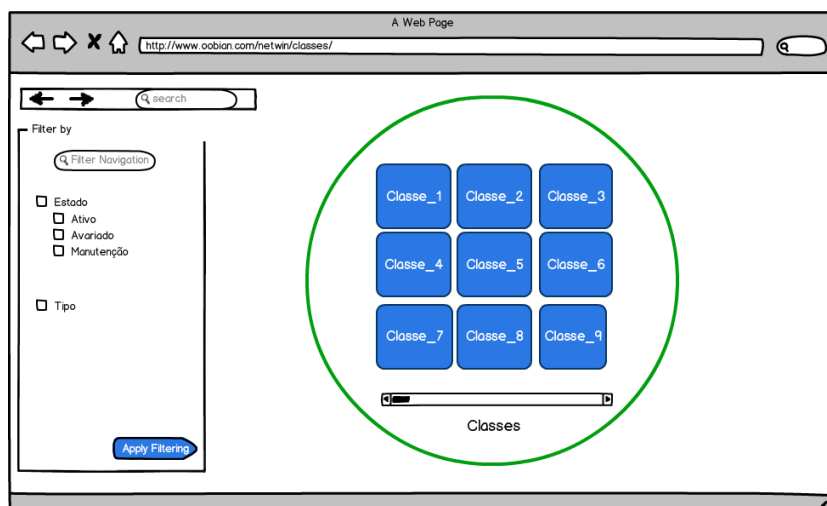 A Web Page
http://www.oobian.com/netwin/classes/
search
Filter by
Filter Navigation
Estado
Ativo
Avariado
Manutenção
Tipo
Apply Filtering
Classe_1 Classe_2 Classe_3
Classe_4 Classe_5 Classe_6
Classe_7 Classe_8 Classe_9
Classes